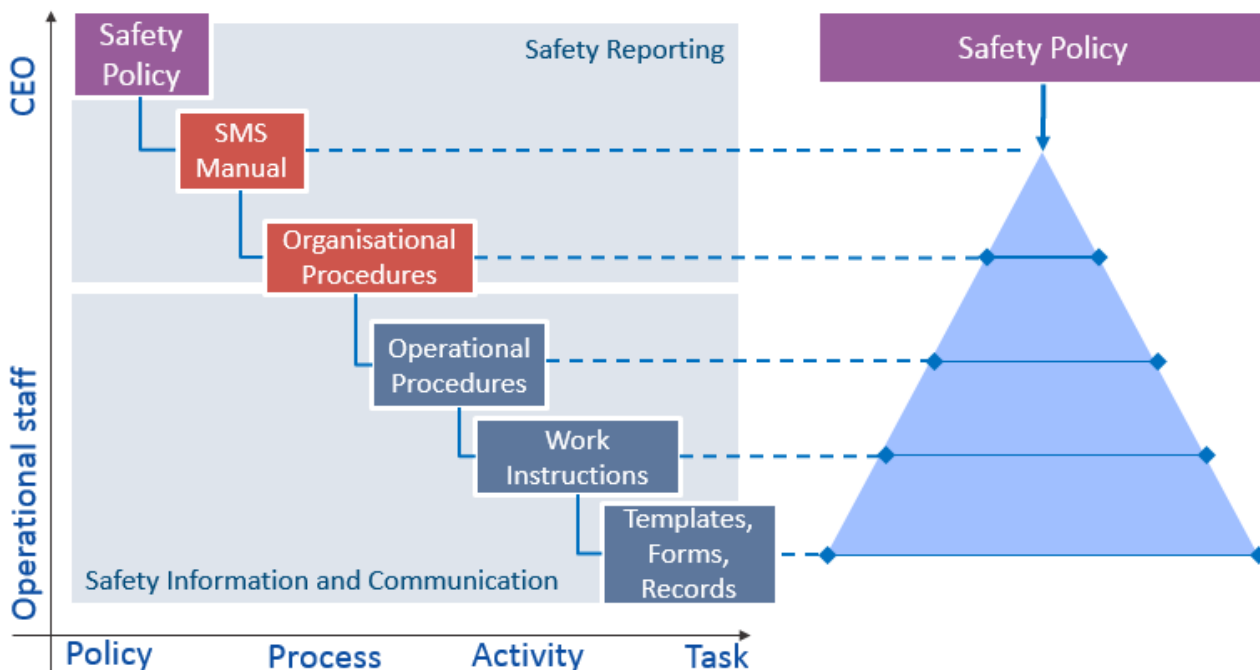 CEO
Operational staff
Safety
Policy
Safety Reporting
Safety Policy
SMS
Manual
Organisational
Procedures
Operational
Procedures
Work
Instructions
Templates,
Forms,
Records
Safety Information and Communication
Policy
Process
Activity
Task